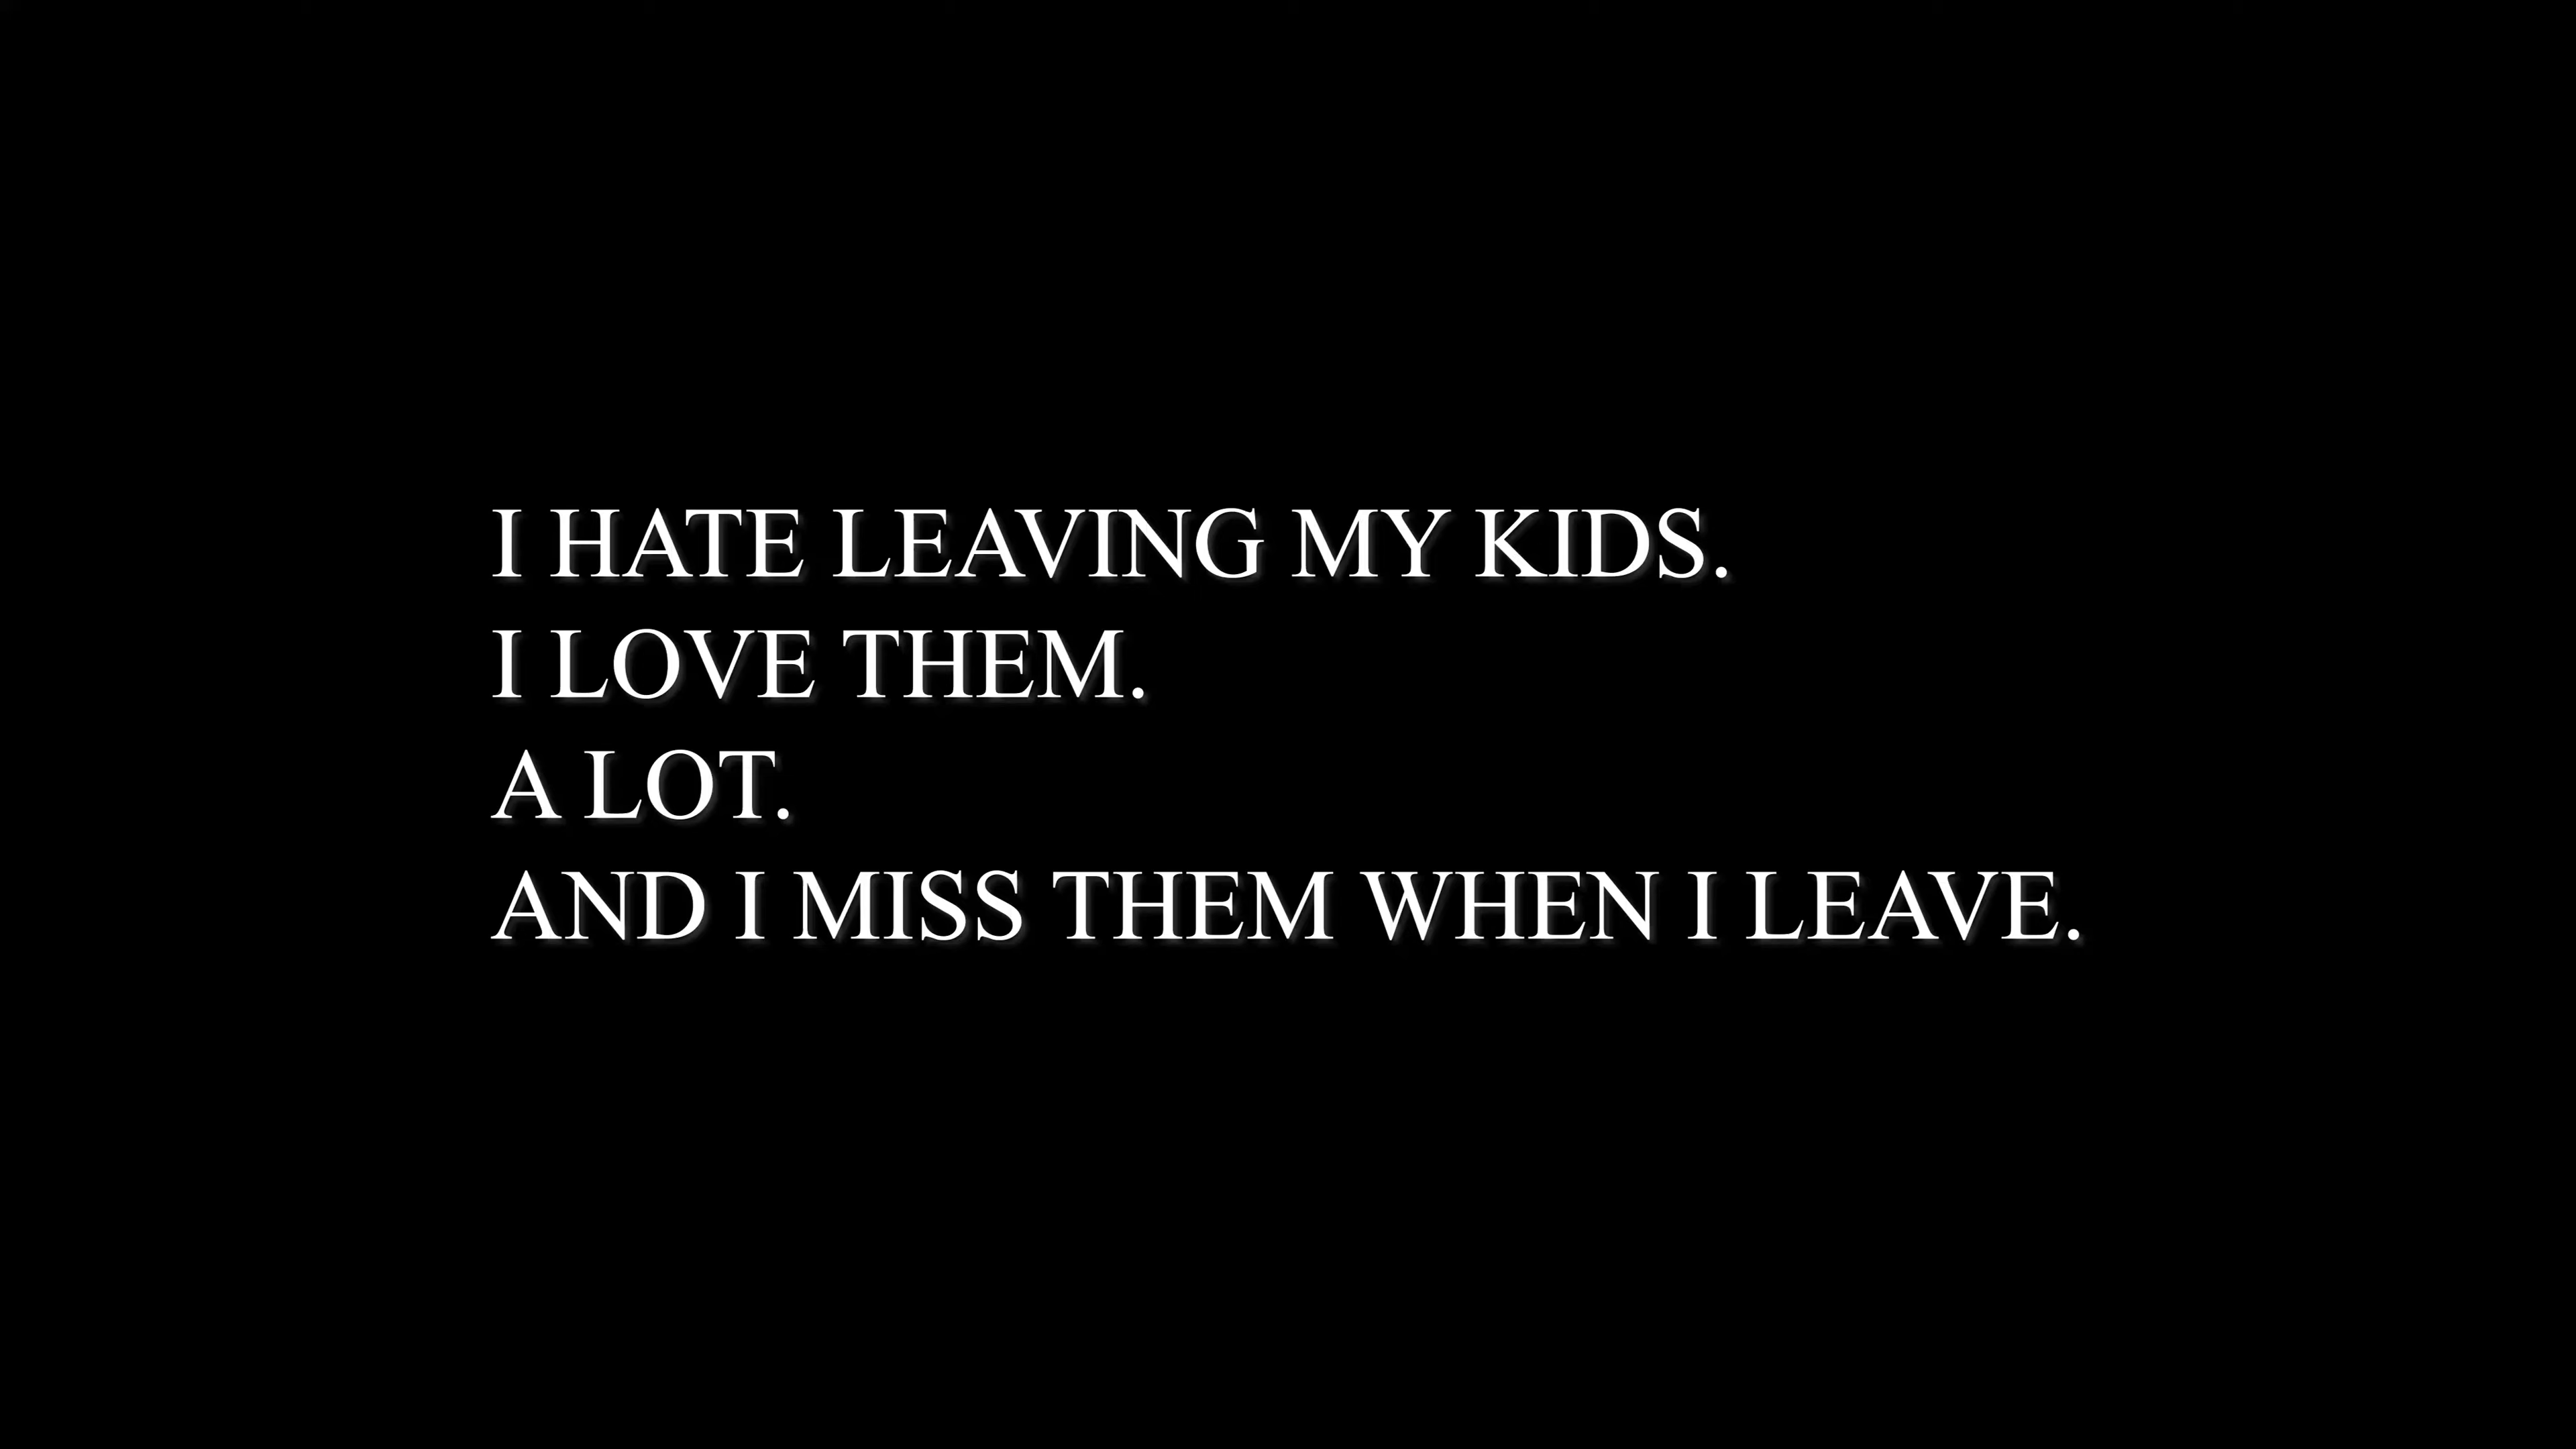 I HATE LEAVING MY KIDS.
I LOVE THEM.
A LOT.
AND I MISS THEM WHEN I LEAVE.